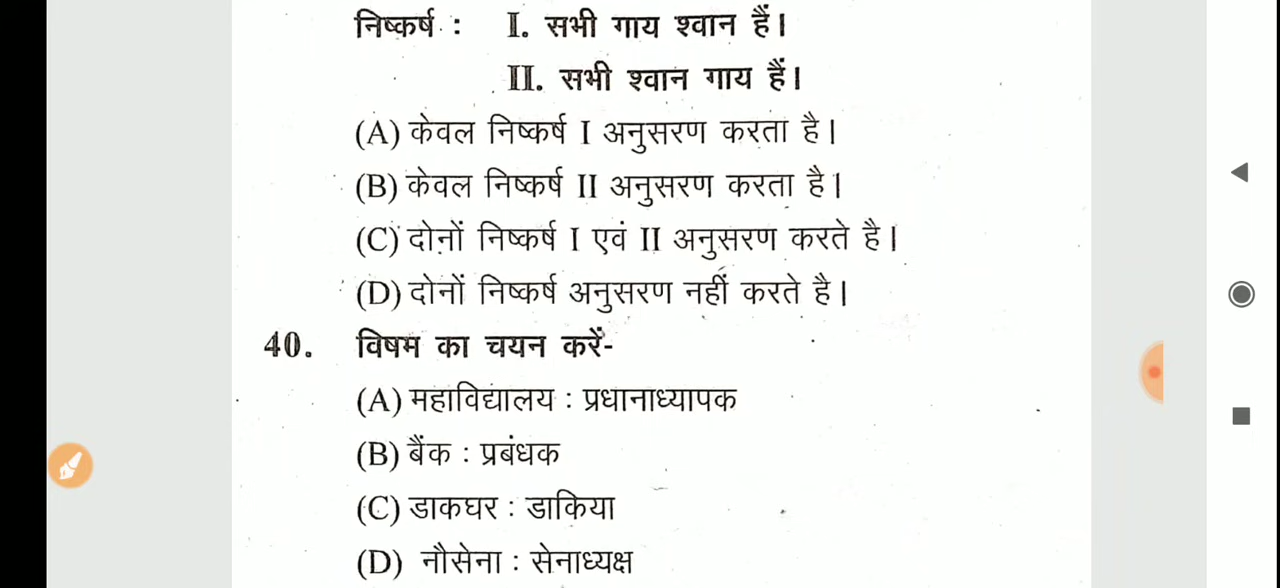 निष्कर्ष : I. सभी गाय श्वान हैं।
II. सभी श्वान गाय हैं।
(A) केवल निष्कर्ष I अनुसरण करता है।
(B) केवल निष्कर्ष II अनुसरण करता है।
(C) दोनों निष्कर्ष I एवं II अनुसरण करते है।
(D) दोनों निष्कर्ष अनुसरण नहीं करते है।
40. विषम का चयन करें-
(A) महाविद्यालय : प्रधानाध्यापक
(B) बैंक : प्रबंधक
(C) डाकघर : डाकिया
(D) नौसेना : सेनाध्यक्ष